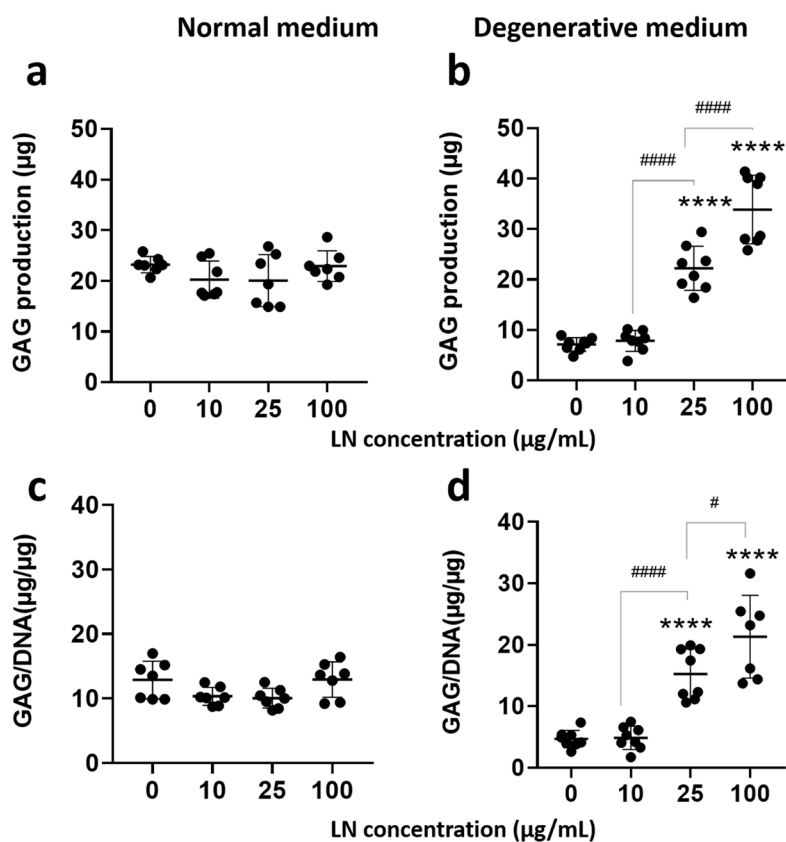 Normal medium
Degenerative medium
a
b
GAG production (µg)
50
40
30
20
10
0
0 10 25 100
GAG production (µg)
50
40
30
20
10
0
####
####
****
****
0 10 25 100
LN concentration (µg/mL)
c
d
GAG/DNA(µg/µg)
40
30
20
10
0
0 10 25 100
GAG/DNA(µg/µg)
40
30
20
10
0
#
####
****
****
0 10 25 100
LN concentration (µg/mL)